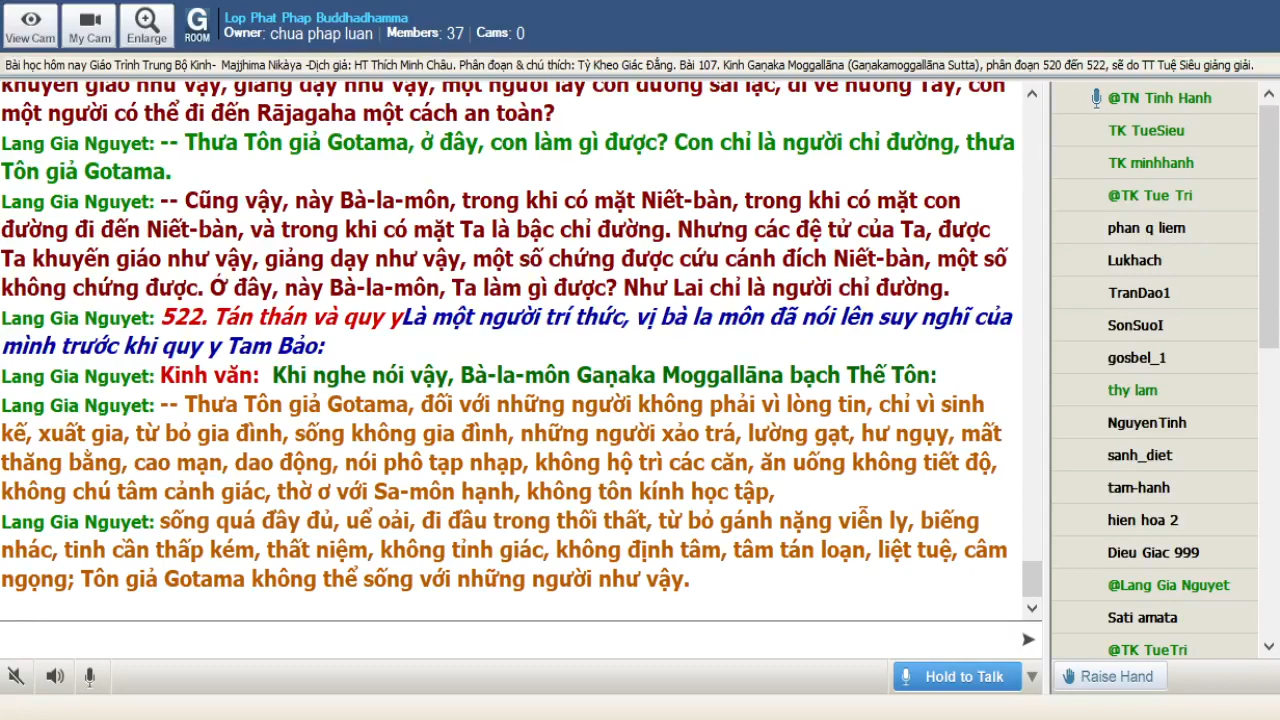 View Cam
My Cam
Enlarge
G
ROOM
Lop Phat Phap Buddhadhamma
Owner: chua phap luan | Members: 37 | Cams: 0
Bài học hôm nay Giáo Trình Trung Bộ Kinh- Majjhima Nikàya -Dịch giả: HT Thích Minh Châu. Phân đoạn & chú thích: Tỳ Kheo Giác Đẳng. Bài 107. Kinh Gaṇaka Moggallāna (Gaṇakamoggallāna Sutta), phân đoạn 520 đến 522, sẽ do TT Tuệ Siêu giảng giải.
khuyến giáo như vậy, giảng dạy như vậy, một người lấy con đường sai lạc, đi về hướng Tây, còn
một người có thể đi đến Rājagaha một cách an toàn?
Lang Gia Nguyet: -- Thưa Tôn giả Gotama, ở đây, con làm gì được? Con chỉ là người chỉ đường, thưa
Tôn giả Gotama.
Lang Gia Nguyet: -- Cũng vậy, này Bà-la-môn, trong khi có mặt Niết-bàn, trong khi có mặt con
đường đi đến Niết-bàn, và trong khi có mặt Ta là bậc chỉ đường. Nhưng các đệ tử của Ta, được
Ta khuyến giáo như vậy, giảng dạy như vậy, một số chứng được cứu cánh đích Niết-bàn, một số
không chứng được. Ở đây, này Bà-la-môn, Ta làm gì được? Như Lai chỉ là người chỉ đường.
Lang Gia Nguyet: 522. Tán thán và quy yLà một người trí thức, vị bà la môn đã nói lên suy nghĩ của
mình trước khi quy y Tam Bảo:
Lang Gia Nguyet: Kinh văn: Khi nghe nói vậy, Bà-la-môn Gaṇaka Moggallāna bạch Thế Tôn:
Lang Gia Nguyet: -- Thưa Tôn giả Gotama, đối với những người không phải vì lòng tin, chỉ vì sinh
kế, xuất gia, từ bỏ gia đình, sống không gia đình, những người xảo trá, lường gạt, hư ngụy, mất
thăng bằng, cao mạn, dao động, nói phô tạp nhạp, không hộ trì các căn, ăn uống không tiết độ,
không chú tâm cảnh giác, thờ ơ với Sa-môn hạnh, không tôn kính học tập,
Lang Gia Nguyet: sống quá đầy đủ, uể oải, đi đầu trong thối thất, từ bỏ gánh nặng viễn ly, biếng
nhác, tinh cần thấp kém, thất niệm, không tỉnh giác, không định tâm, tâm tán loạn, liệt tuệ, câm
ngọng; Tôn giả Gotama không thể sống với những người như vậy.
@TN Tinh Hanh
TK TueSieu
TK minhhanh
@TK Tue Tri
phan q liem
Lukhach
TranDao1
SonSuoI
gosbel_1
thy lam
NguyenTinh
sanh_diet
tam-hanh
hien hoa 2
Dieu Giac 999
@Lang Gia Nguyet
Sati amata
@TK TueTri
Hold to Talk
Raise Hand